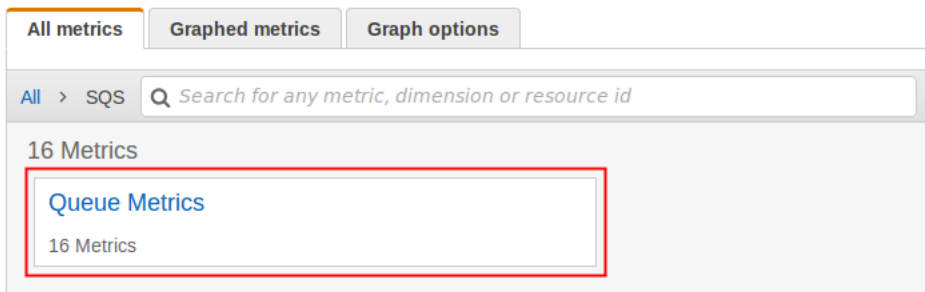 All metrics Graphed metrics Graph options
All > SQS Search for any metric, dimension or resource id
16 Metrics
Queue Metrics
16 Metrics